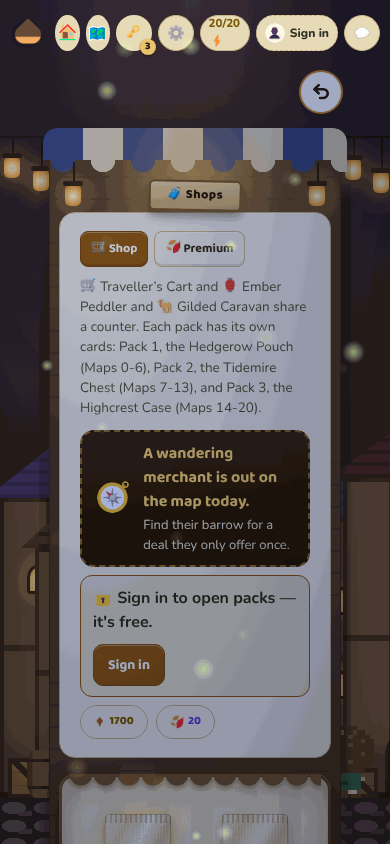 20/20
3
Sign in
Shops
Shop Premium
Traveller's Cart and Ember
Peddler and Gilded Caravan share
a counter. Each pack has its own
cards: Pack 1, the Hedgerow Pouch
(Maps 0-6), Pack 2, the Tidemire
Chest (Maps 7-13), and Pack 3, the
Highcrest Case (Maps 14-20).
A wandering
merchant is out on
the map today.
Find their barrow for a
deal they only offer once.
Sign in to open packs —
it's free.
Sign in
1700 20